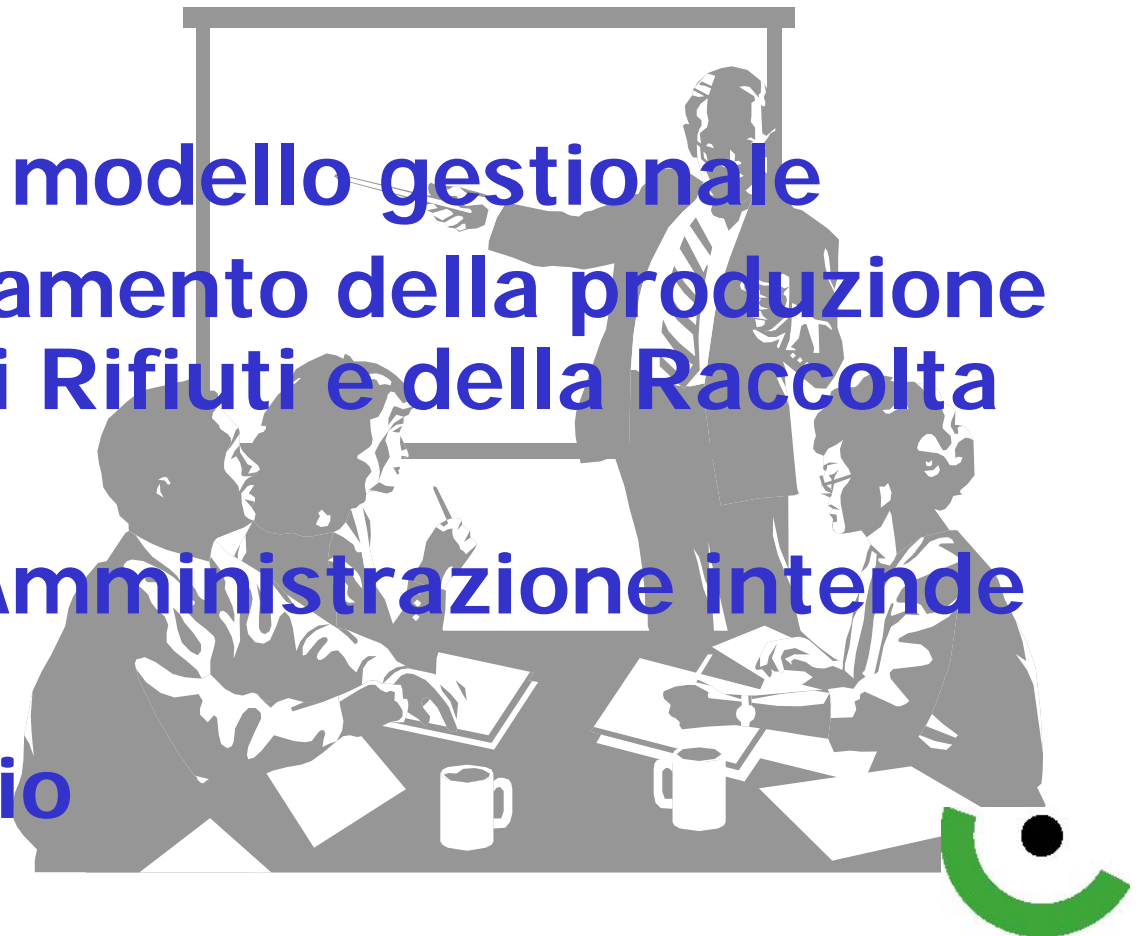 modello gestionale
amento della produzione
i Rifiuti e della Raccolta
Amministrazione intende
io